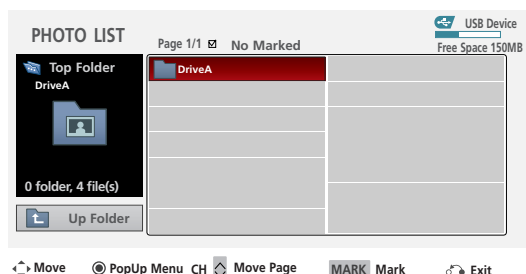 PHOTO LIST
Page 1/1 No Marked
USB Device
Free Space 150MB
Top Folder
DriveA
DriveA
0 folder, 4 file(s)
Up Folder
Move PopUp Menu CH Move Page MARK Mark Exit